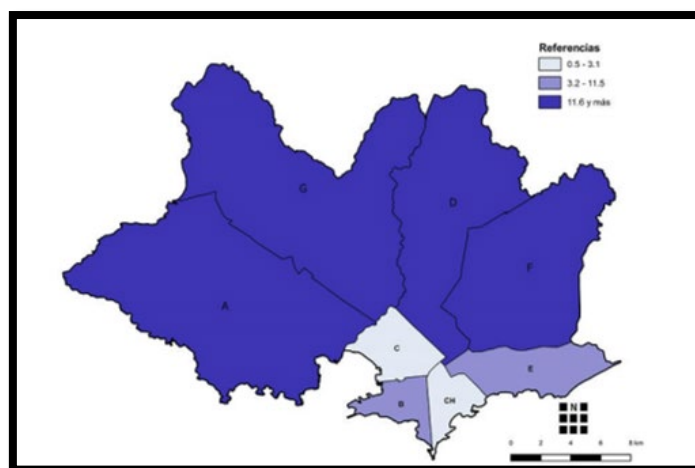 Referencias
0.5 - 3.1
3.2 - 11.5
11.6 y más
G
D
F
A
C
E
B
CH
N
0 2 4 6 8 km